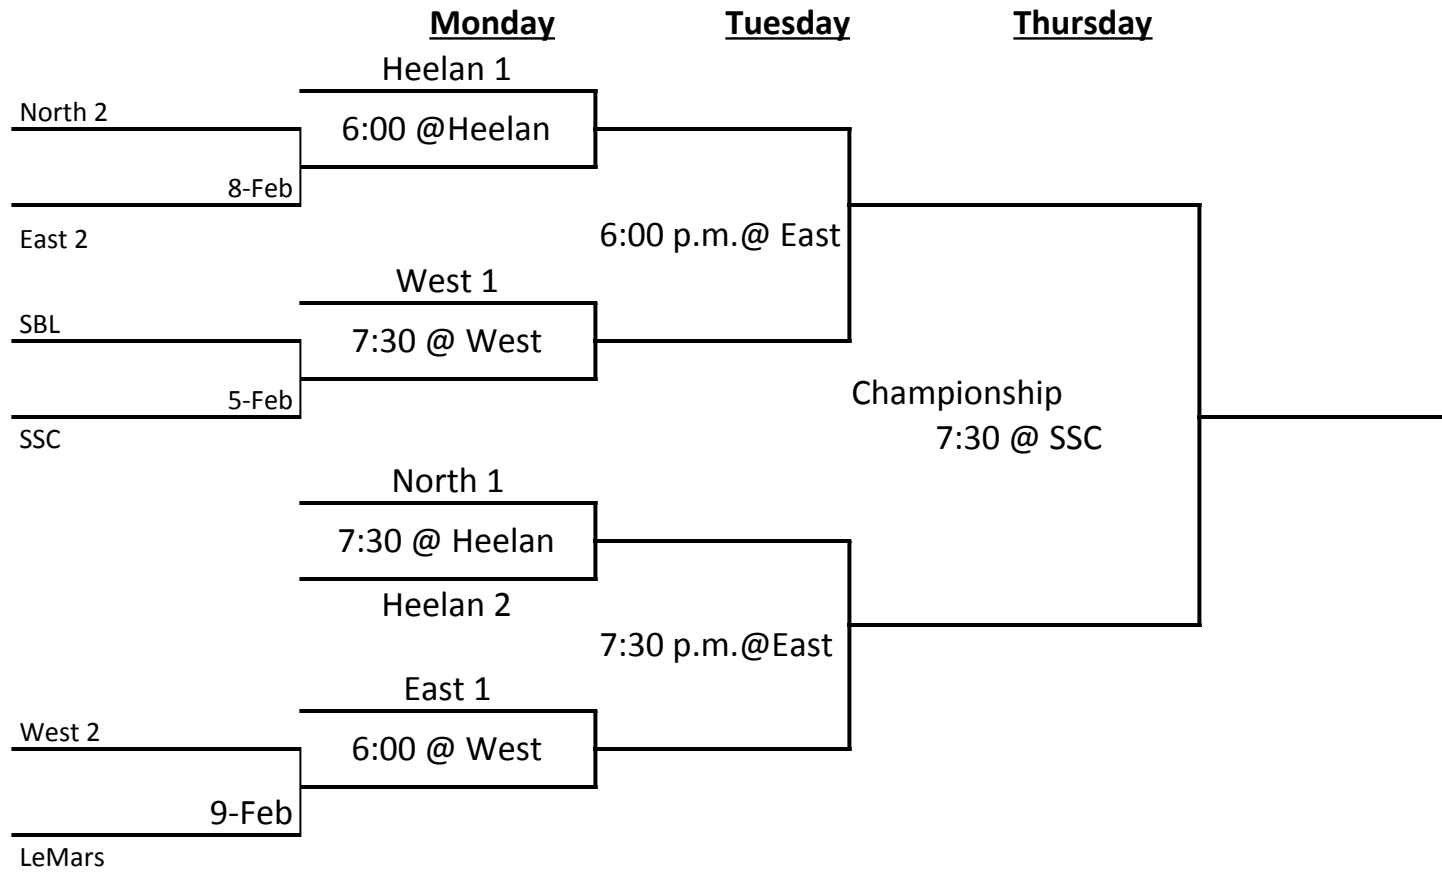 Monday Tuesday Thursday
Heelan 1
North 2
6:00 @Heelan
8-Feb
East 2
6:00 p.m.@ East
West 1
SBL
7:30 @ West
5-Feb
SSC
Championship
7:30 @ SSC
North 1
7:30 @ Heelan
Heelan 2
7:30 p.m.@East
East 1
West 2
6:00 @ West
9-Feb
LeMars